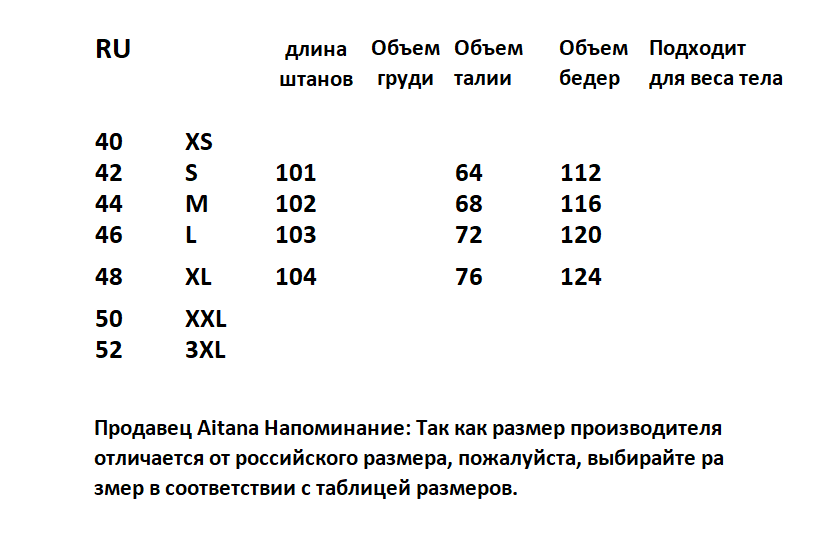 RU длина Объем Объем Объем Подходит
штанов груди талии бедер для веса тела
40 XS
42 S 101 64 112
44 M 102 68 116
46 L 103 72 120
48 XL 104 76 124
50 XXL
52 3XL
Продавец Aitana Напоминание: Так как размер производителя
отличается от российского размера, пожалуйста, выбирайте ра
змер в соответствии с таблицей размеров.